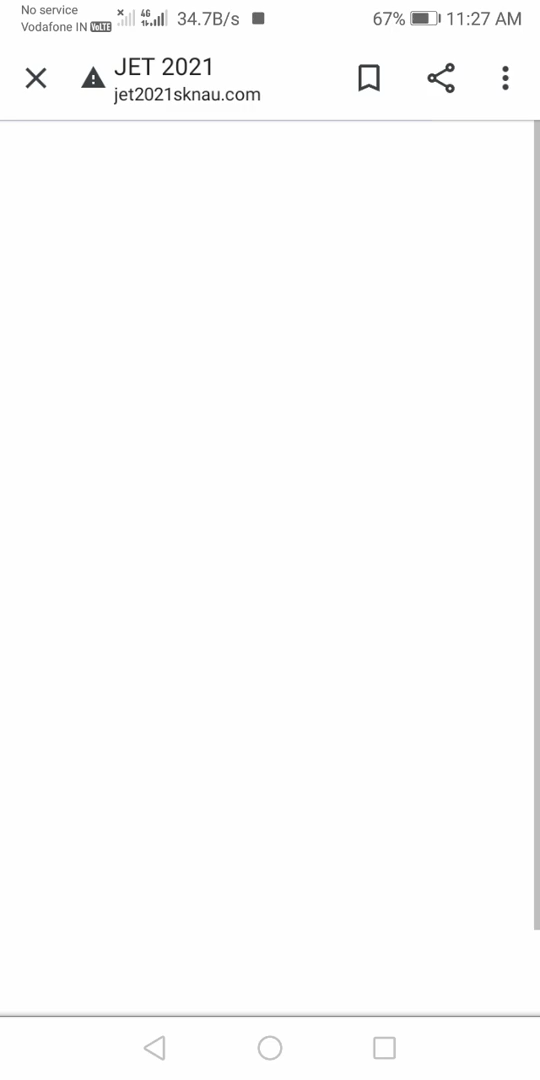 No service
Vodafone IN VoLTE
4G
34.7B/s
67%
11:27 AM
JET 2021
jet2021sknau.com